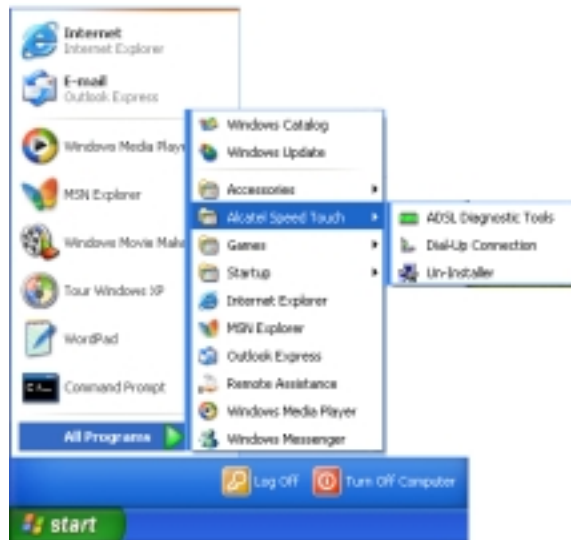 Internet
Internet Explorer
E-mail
Outlook Express
Windows Media Play
MSN Explorer
Windows Movie Make
Tour Windows XP
WordPad
Command Prompt
All Programs
Windows Catalog
Windows Update
Accessories
Alcatel Speed Touch
Games
Startup
Internet Explorer
MSN Explorer
Outlook Express
Remote Assistance
Windows Media Player
Windows Messenger
ADSL Diagnostic Tools
Dial-Up Connection
Un-Installer
Log Off
Turn Off Computer
start